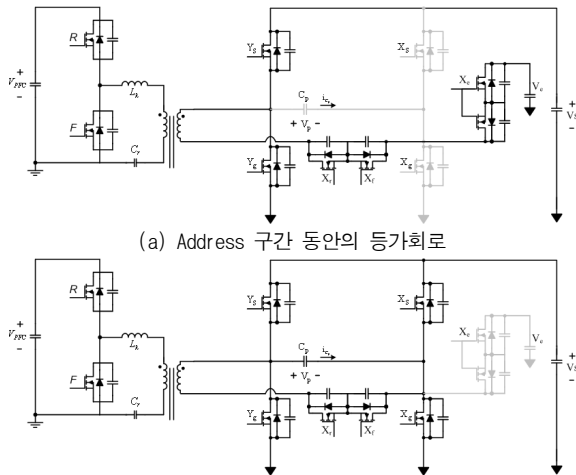 R
Y_S
X_S
+
V_PFC
-
L_k
C_p
i_Cp
X_e
V_e
+
V_S
-
F
+ V_p -
C_r
Y_g
X_r
X_f
X_g
(a) Address 구간 동안의 등가회로
R
Y_S
X_S
+
V_PFC
-
L_k
C_p
i_Cp
X_e
V_e
+
V_S
-
F
+ V_p -
C_r
Y_g
X_r
X_f
X_g